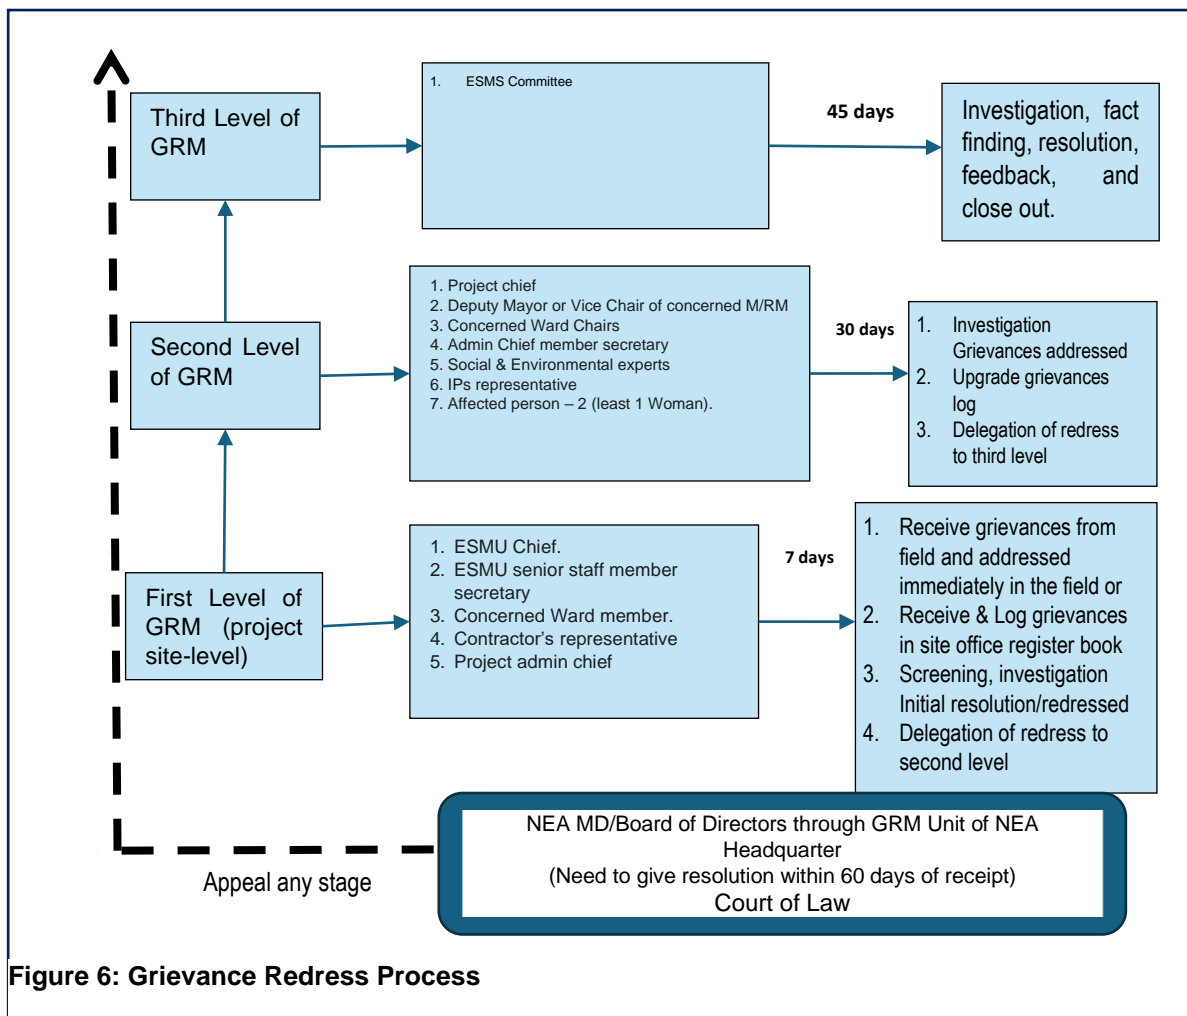 Third Level of
GRM
1. ESMS Committee
45 days
Investigation, fact
finding, resolution,
feedback, and
close out.
Second Level
of GRM
1. Project chief
2. Deputy Mayor or Vice Chair of concerned M/RM
3. Concerned Ward Chairs
4. Admin Chief member secretary
5. Social & Environmental experts
6. IPs representative
7. Affected person – 2 (least 1 Woman).
30 days
1. Investigation
Grievances addressed
2. Upgrade grievances
log
3. Delegation of redress
to third level
First Level of
GRM (project
site-level)
1. ESMU Chief.
2. ESMU senior staff member
secretary
3. Concerned Ward member.
4. Contractor’s representative
5. Project admin chief
7 days
1. Receive grievances from
field and addressed
immediately in the field or
2. Receive & Log grievances
in site office register book
3. Screening, investigation
Initial resolution/redressed
4. Delegation of redress to
second level
NEA MD/Board of Directors through GRM Unit of NEA
Headquarter
(Need to give resolution within 60 days of receipt)
Court of Law
Appeal any stage
Figure 6: Grievance Redress Process